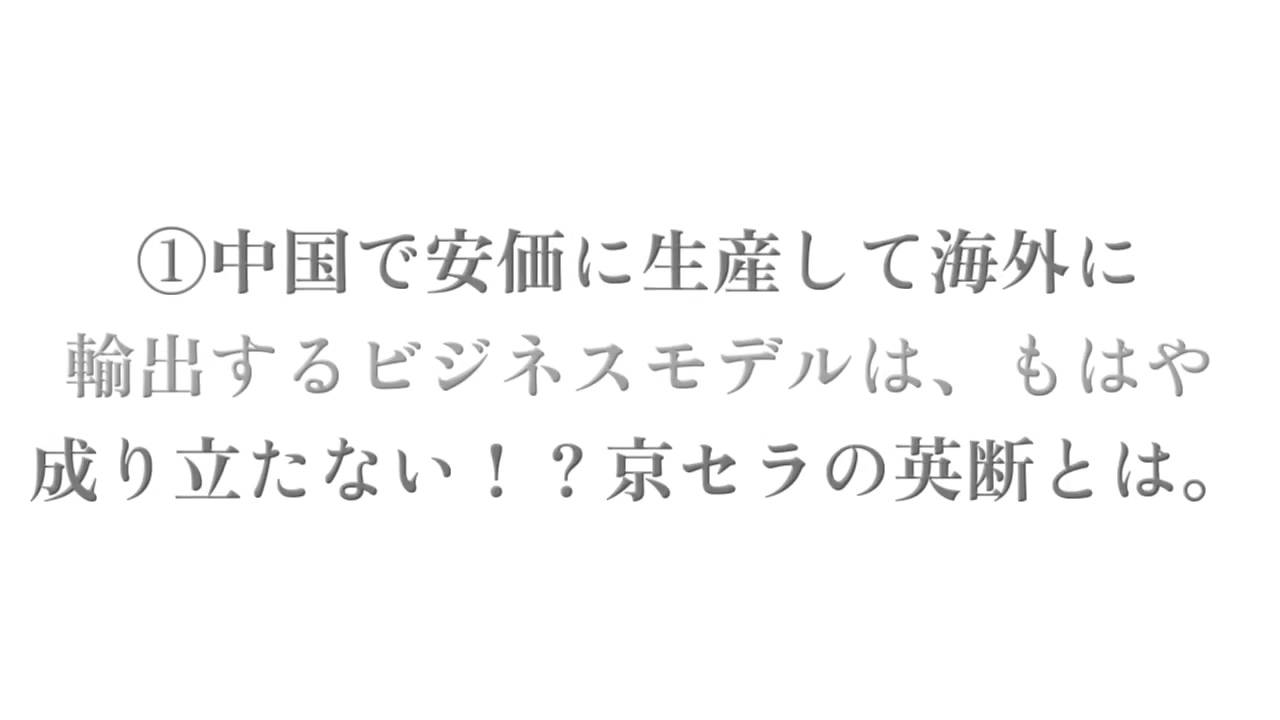 ①中国で安価に生産して海外に
輸出するビジネスモデルは、もはや
成り立たない！？京セラの英断とは。